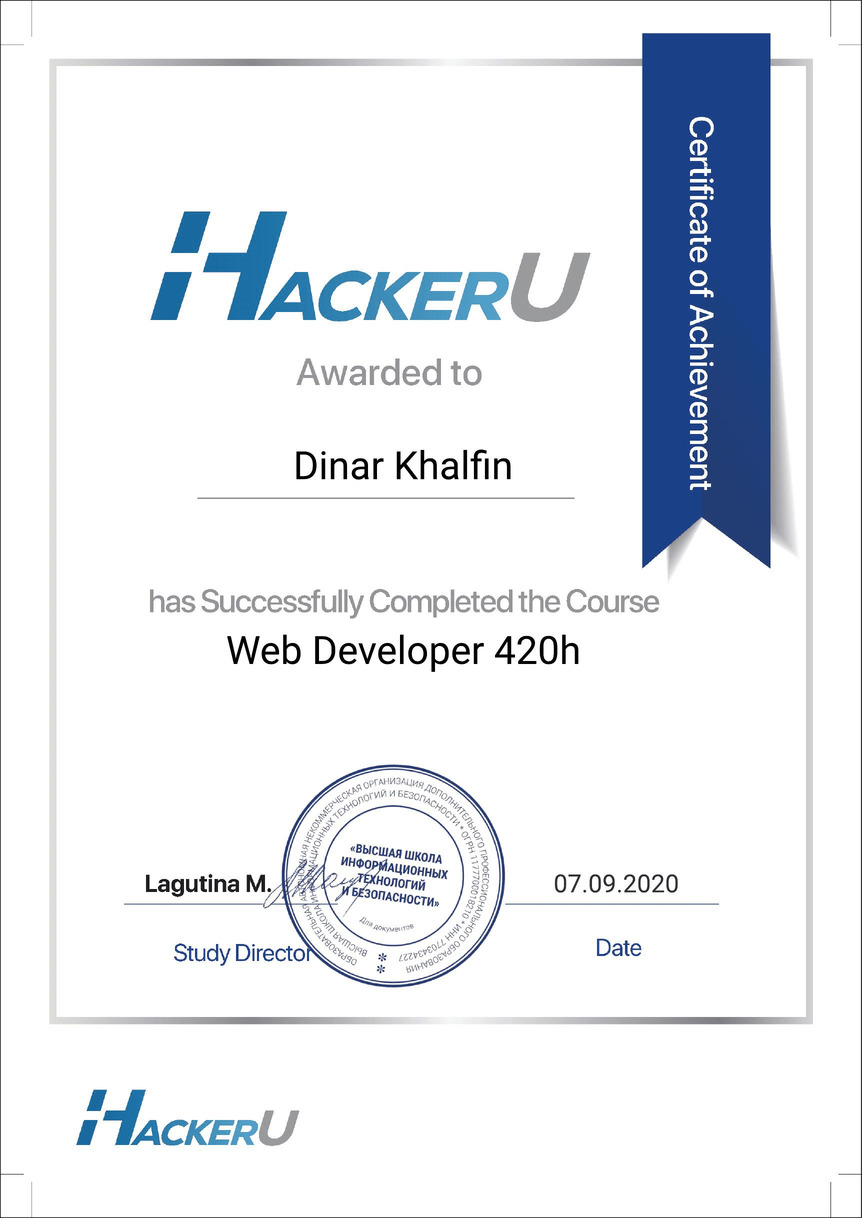 Certificate of Achievement
HACKERU
Awarded to
Dinar Khalfin
has Successfully Completed the Course
Web Developer 420h
ОБРАЗОВАТЕЛЬНАЯ АВТОНОМНАЯ НЕКОММЕРЧЕСКАЯ ОРГАНИЗАЦИЯ ДОПОЛНИТЕЛЬНОГО ПРОФЕССИОНАЛЬНОГО ОБРАЗОВАНИЯ
ВЫСШАЯ ШКОЛА ИНФОРМАЦИОННЫХ ТЕХНОЛОГИЙ И БЕЗОПАСНОСТИ * ОГРН * ИНН
«ВЫСШАЯ ШКОЛА
ИНФОРМАЦИОННЫХ
ТЕХНОЛОГИЙ
И БЕЗОПАСНОСТИ»
Для документов
Lagutina M.
07.09.2020
Study Director
Date
HACKERU